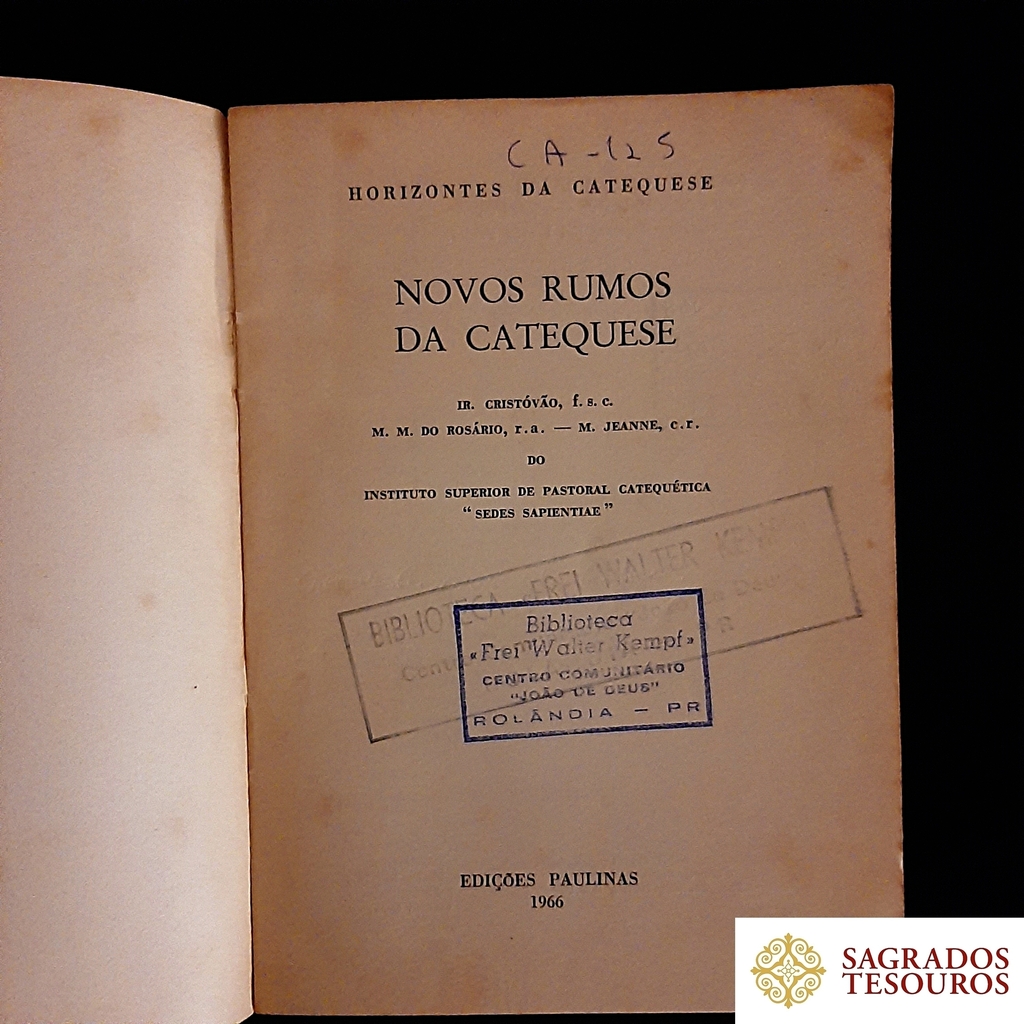 CA-125
HORIZONTES DA CATEQUESE
NOVOS RUMOS
DA CATEQUESE
IR. CRISTÓVÃO, f. s. c.
M. M. DO ROSÁRIO, r. a. — M. JEANNE, c. r.
DO
INSTITUTO SUPERIOR DE PASTORAL CATEQUÉTICA
“ SEDES SAPIENTIAE ”
BIBLIOTECA «FREI WALTER KEMPF»
Biblioteca
«Frei Walter Kempf»
CENTRO COMUNITÁRIO
"JOÃO DE DEUS"
ROLÂNDIA — PR
EDIÇÕES PAULINAS
1966
SAGRADOS
TESOUROS